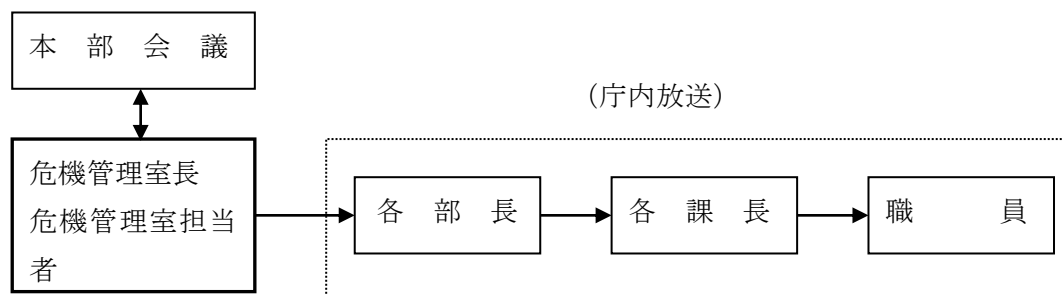 本部会議
(庁内放送)
危機管理室長
危機管理室担当
者
各部長
各課長
職員